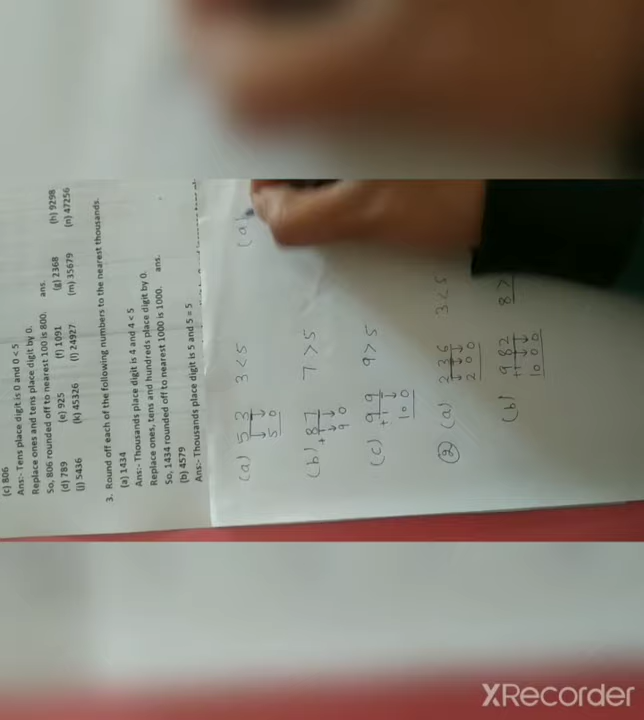 (c) 806
Ans:- Tens place digit is 0 and 0 < 5
Replace ones and tens place digit by 0.
So, 806 rounded off to nearest 100 is 800. ans.
(d) 789 (e) 925 (f) 1091 (g) 2368 (h) 9298
(j) 5436 (k) 45326 (l) 24927 (m) 35679 (n) 47256
3. Round off each of the following numbers to the nearest thousands.
(a) 1434
Ans:- Thousands place digit is 4 and 4 < 5
Replace ones, tens and hundreds place digit by 0.
So, 1434 rounded off to nearest 1000 is 1000. ans.
(b) 4579
Ans:- Thousands place digit is 5 and 5 = 5
(a) 53 3 < 5
50
(b) 87 7 > 5
+1
90
(c) 99 9 > 5
+1
100
(2) (a) 236 3 < 5
200
(b) 982 8 >
+1
1000
(a)
XRecorder